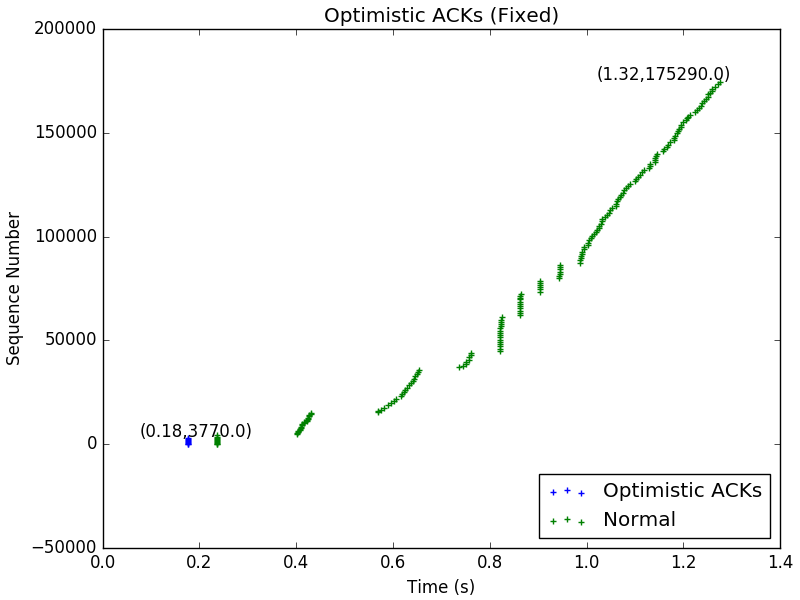 Optimistic ACKs (Fixed)
200000
150000
100000
50000
0
−50000
Sequence Number
(1.32,175290.0)
(0.18,3770.0)
Optimistic ACKs
Normal
0.0 0.2 0.4 0.6 0.8 1.0 1.2 1.4
Time (s)